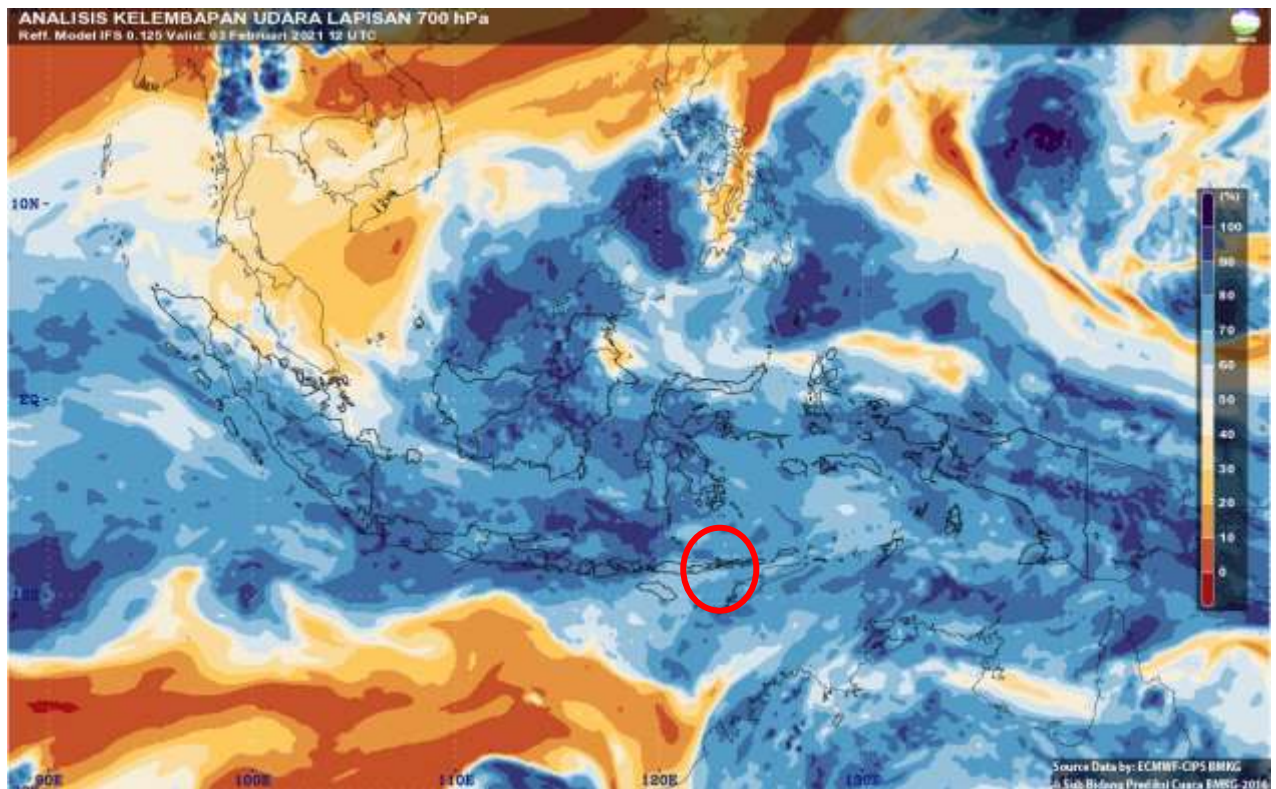 ANALISIS KELEMBAPAN UDARA LAPISAN 700 hPa
Reff. Model IFS 0.125 Valid: 03 Februari 2021 12 UTC
10N
(%)
100
90
80
70
60
50
40
30
20
10
0
EQ
10S
90E
100E
110E
120E
130E
Source Data by: ECMWF-CIPS BMKG
Sub Bidang Prediksi Cuaca BMKG-2016